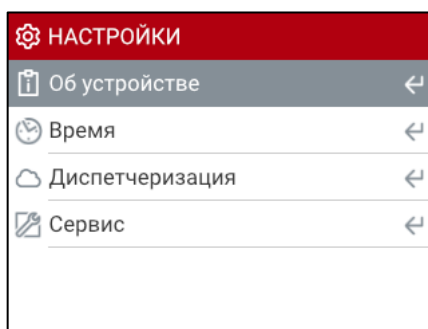 НАСТРОЙКИ
Об устройстве
Время
Диспетчеризация
Сервис